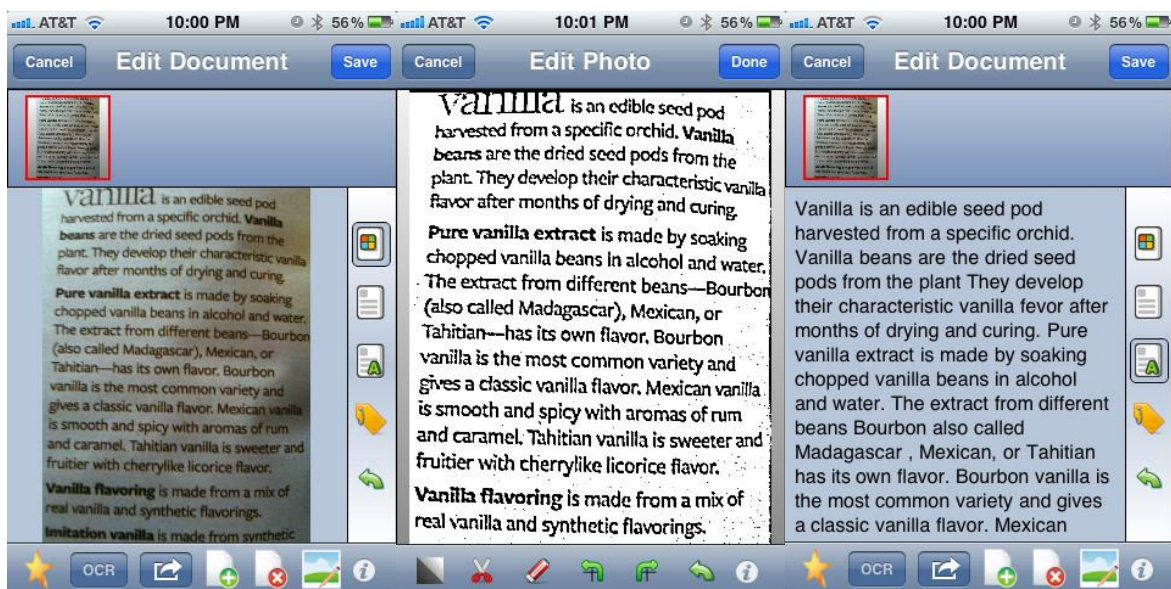 AT&T 10:00 PM 56%
Cancel Edit Document Save
vanilla is an edible seed pod
harvested from a specific orchid. Vanilla
beans are the dried seed pods from the
plant. They develop their characteristic vanilla
flavor after months of drying and curing.
Pure vanilla extract is made by soaking
chopped vanilla beans in alcohol and water.
The extract from different beans—Bourbon
(also called Madagascar), Mexican, or
Tahitian—has its own flavor. Bourbon
vanilla is the most common variety and
gives a classic vanilla flavor. Mexican vanilla
is smooth and spicy with aromas of rum
and caramel. Tahitian vanilla is sweeter and
fruitier with cherrylike licorice flavor.
Vanilla flavoring is made from a mix of
real vanilla and synthetic flavorings.
Imitation vanilla is made from synthetic
OCR
AT&T 10:01 PM 56%
Cancel Edit Photo Done
vanilla is an edible seed pod
harvested from a specific orchid. Vanilla
beans are the dried seed pods from the
plant. They develop their characteristic vanilla
flavor after months of drying and curing.
Pure vanilla extract is made by soaking
chopped vanilla beans in alcohol and water.
The extract from different beans—Bourbon
(also called Madagascar), Mexican, or
Tahitian—has its own flavor. Bourbon
vanilla is the most common variety and
gives a classic vanilla flavor. Mexican vanilla
is smooth and spicy with aromas of rum
and caramel. Tahitian vanilla is sweeter and
fruitier with cherrylike licorice flavor.
Vanilla flavoring is made from a mix of
real vanilla and synthetic flavorings.
AT&T 10:00 PM 56%
Cancel Edit Document Save
Vanilla is an edible seed pod
harvested from a specific orchid.
Vanilla beans are the dried seed
pods from the plant They develop
their characteristic vanilla fevor after
months of drying and curing. Pure
vanilla extract is made by soaking
chopped vanilla beans in alcohol
and water. The extract from different
beans Bourbon also called
Madagascar , Mexican, or Tahitian
has its own flavor. Bourbon vanilla is
the most common variety and gives
a classic vanilla flavor. Mexican
OCR